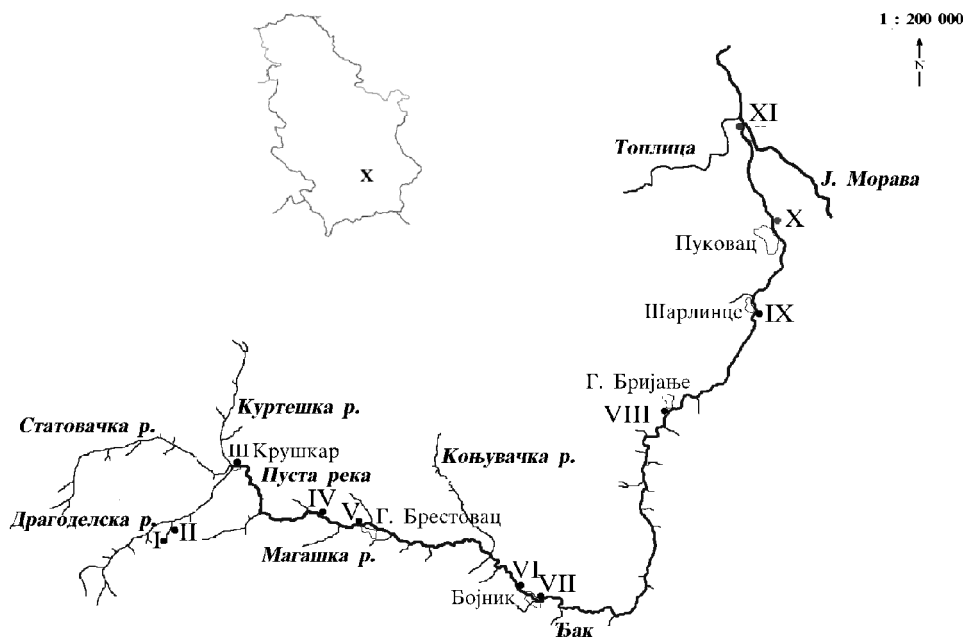 1 : 200 000
N
X
XI
Топлица
Ј. Морава
X
Пуковац
Шарлинце
IX
Г. Бријање
VIII
Куртешка р.
Статовачка р.
III
Крушкар
Коњувачка р.
Пуста река
IV
V
Г. Брестовац
Драгоделска р.
I
II
Магашка р.
VI
VII
Бојник
Ђак